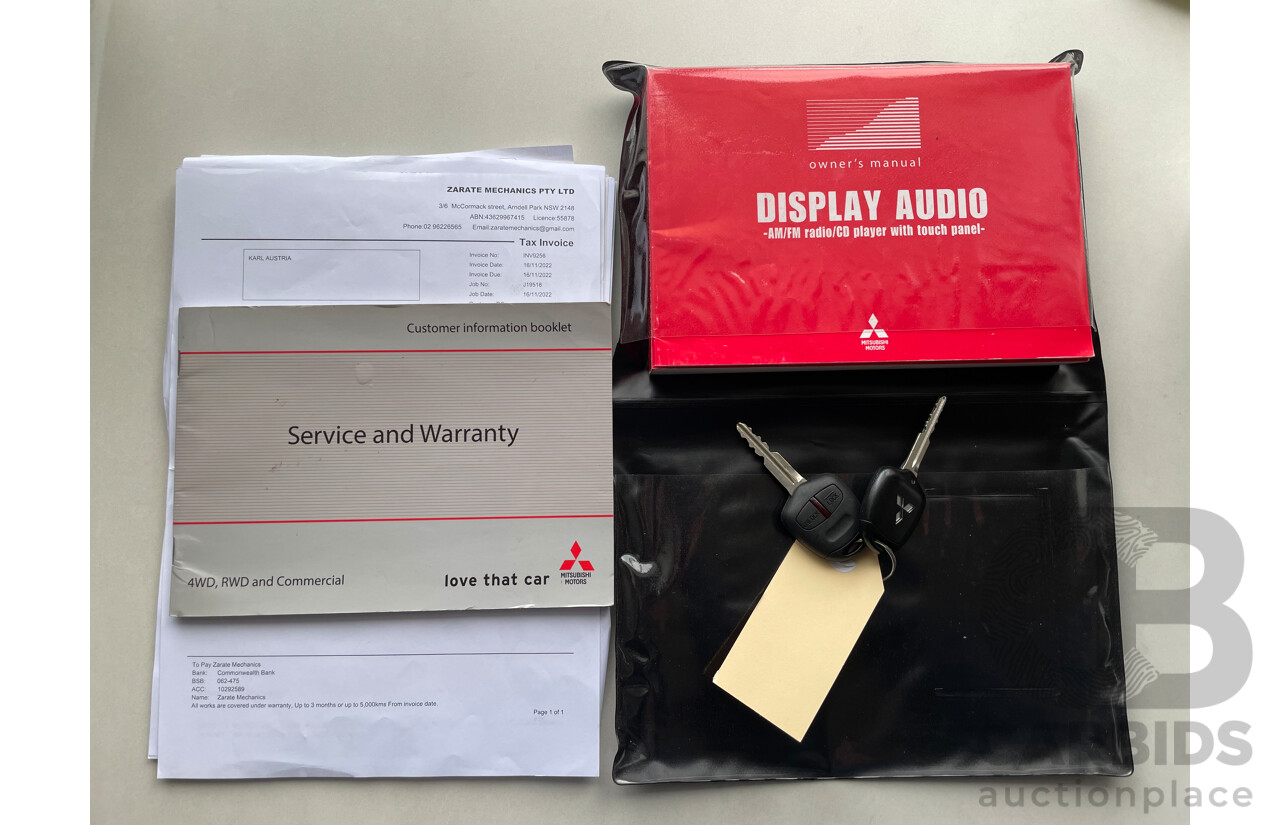 ZARATE MECHANICS PTY LTD
3/6 McCormack street, Arndell Park NSW 2148
ABN:43629967415 Licence:55878
Phone:02 96226565 Email:zaratemechanics@gmail.com
Tax Invoice
KARL AUSTRIA
Invoice No: INV9256
Invoice Date: 16/11/2022
Invoice Due: 16/11/2022
Job No: J19518
Job Date: 16/11/2022
Customer information booklet
Service and Warranty
4WD, RWD and Commercial
love that car
MITSUBISHI
MOTORS
To Pay Zarate Mechanics
Bank: Commonwealth Bank
BSB: 062-475
ACC: 10292589
Name: Zarate Mechanics
All works are covered under warranty, Up to 3 months or up to 5,000kms From invoice date.
Page 1 of 1
owner's manual
DISPLAY AUDIO
-AM/FM radio/CD player with touch panel-
MITSUBISHI
MOTORS
auctionplace